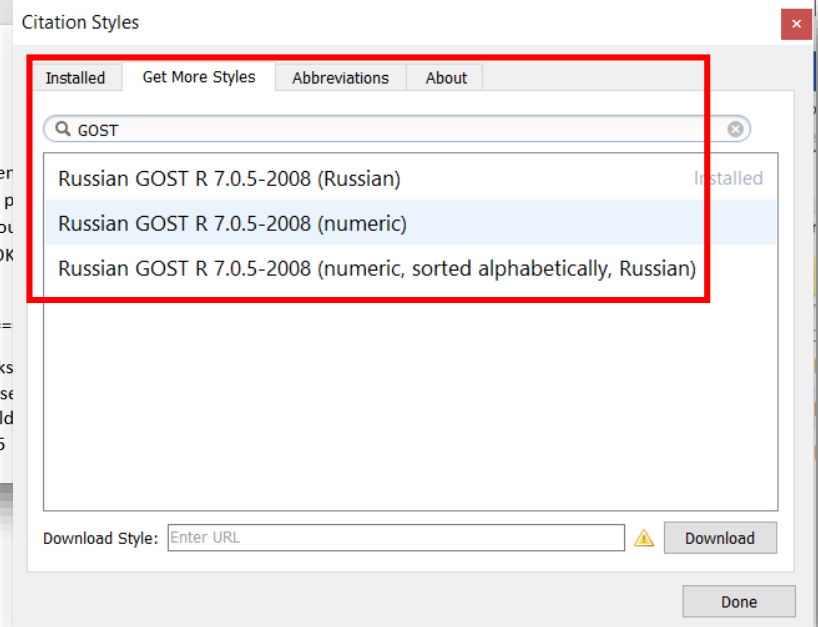 Citation Styles
Installed Get More Styles Abbreviations About
GOST
Russian GOST R 7.0.5-2008 (Russian) Installed
Russian GOST R 7.0.5-2008 (numeric)
Russian GOST R 7.0.5-2008 (numeric, sorted alphabetically, Russian)
Download Style: Enter URL Download
Done